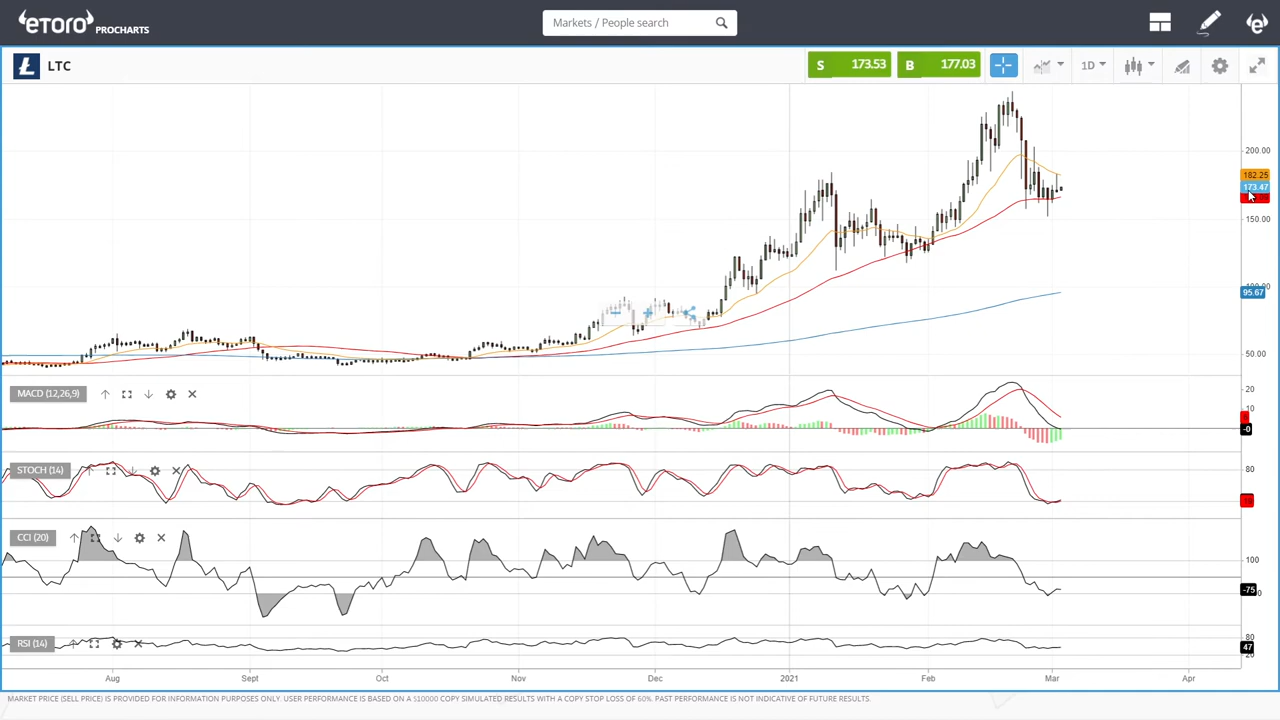 eToro PROCHARTS
Markets / People search
LTC
S 173.53
B 177.03
1D
200.00
182.25
173.47
150.00
95.67
50.00
MACD (12,26,9)
20
10
-0
STOCH (14)
80
CCI (20)
100
-75
RSI (14)
80
47
Aug Sept Oct Nov Dec 2021 Feb Mar Apr
MARKET PRICE (SELL PRICE) IS PROVIDED FOR INFORMATION PURPOSES ONLY. USER PERFORMANCE IS BASED ON A $10000 COPY SIMULATED RESULTS WITH A COPY STOP LOSS OF 60%. PAST PERFORMANCE IS NOT INDICATIVE OF FUTURE RESULTS.